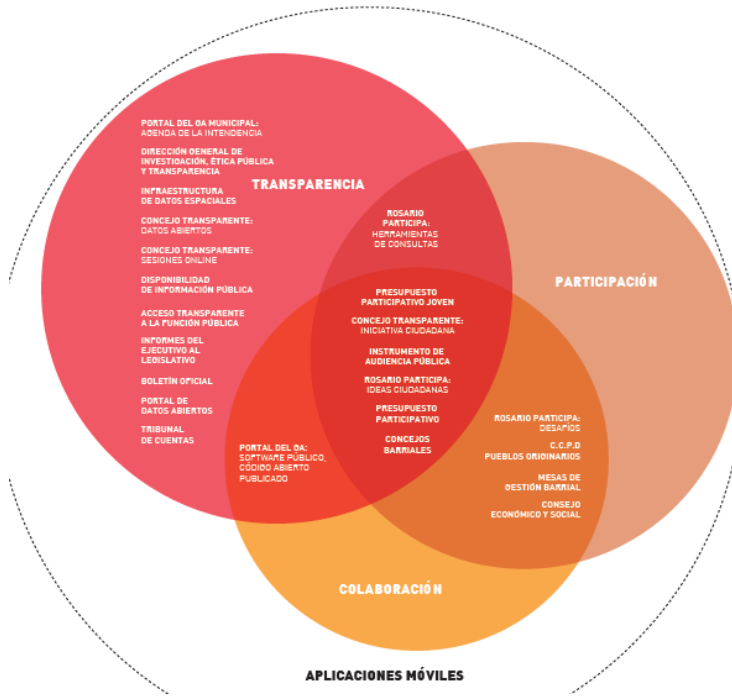 PORTAL DEL GA MUNICIPAL:
AGENDA DE LA INTENDENCIA
DIRECCIÓN GENERAL DE
INVESTIGACIÓN, ÉTICA PÚBLICA
Y TRANSPARENCIA
INFRAESTRUCTURA
DE DATOS ESPACIALES
CONCEJO TRANSPARENTE:
DATOS ABIERTOS
CONCEJO TRANSPARENTE:
SESIONES ONLINE
DISPONIBILIDAD
DE INFORMACIÓN PÚBLICA
ACCESO TRANSPARENTE
A LA FUNCIÓN PÚBLICA
INFORMES DEL
EJECUTIVO AL
LEGISLATIVO
BOLETÍN OFICIAL
PORTAL DE
DATOS ABIERTOS
TRIBUNAL
DE CUENTAS
TRANSPARENCIA
ROSARIO
PARTICIPA:
HERRAMIENTAS
DE CONSULTAS
PARTICIPACIÓN
PRESUPUESTO
PARTICIPATIVO JOVEN
CONCEJO TRANSPARENTE:
INICIATIVA CIUDADANA
INSTRUMENTO DE
AUDIENCIA PÚBLICA
ROSARIO PARTICIPA:
IDEAS CIUDADANAS
PRESUPUESTO
PARTICIPATIVO
CONCEJOS
BARRIALES
PORTAL DEL GA:
SOFTWARE PÚBLICO,
CÓDIGO ABIERTO
PUBLICADO
ROSARIO PARTICIPA:
DESAFÍOS
C.C.P.D
PUEBLOS ORIGINARIOS
MESAS DE
GESTIÓN BARRIAL
CONSEJO
ECONÓMICO Y SOCIAL
COLABORACIÓN
APLICACIONES MÓVILES